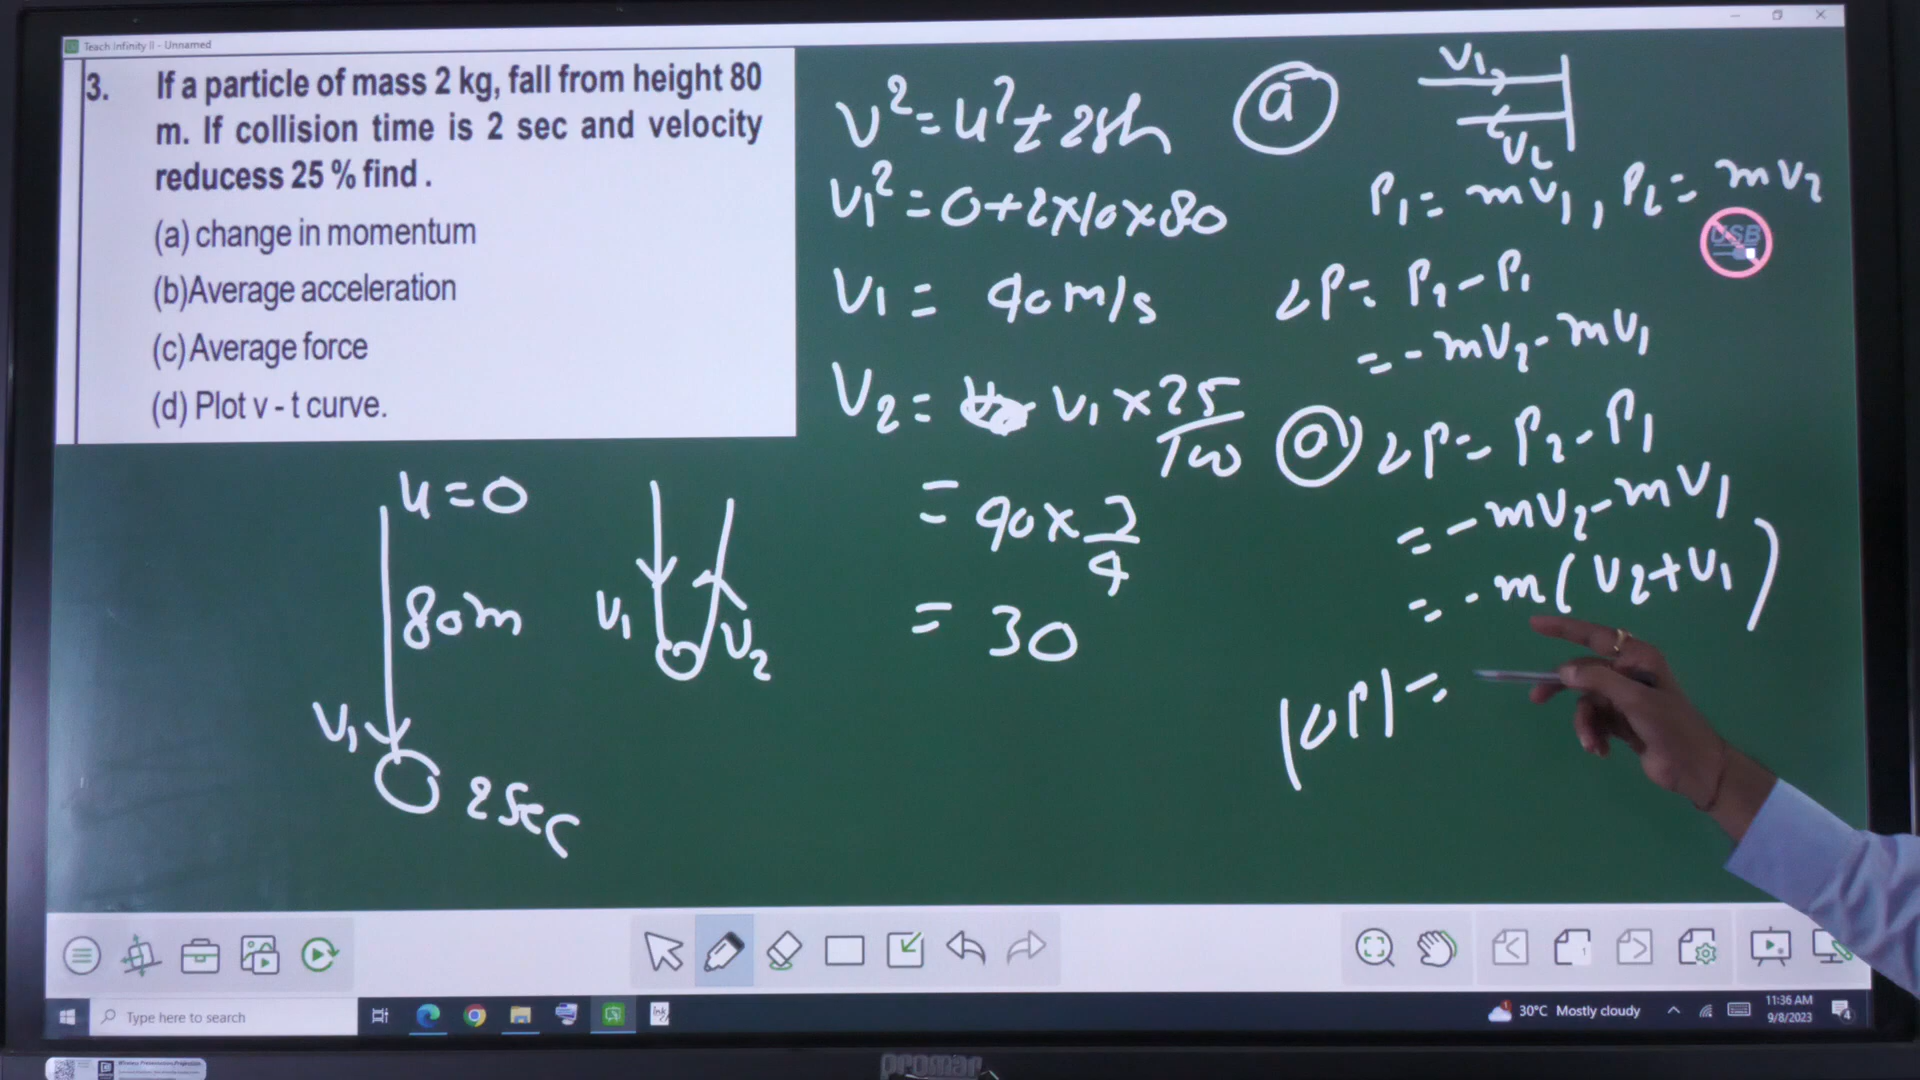 Teach Infinity II - Unnamed
3. If a particle of mass 2 kg, fall from height 80
m. If collision time is 2 sec and velocity
reducess 25 % find .
(a) change in momentum
(b)Average acceleration
(c) Average force
(d) Plot v - t curve.
u = 0
80m
V1
2 sec
V1
V2
V² = u² ± 2gh
V1² = 0+2×10×80
V1 = 40 m/s
V2 = V1 × 25/100
= 40 × 3/4
= 30
a
V1
V2
P1 = mV1, P2 = mV2
USB
∠P = P2 - P1
= - mV2 - mV1
a) ∠P = P2 - P1
= - mV2 - mV1
= - m(V2+V1)
|∠P| =
Type here to search
30°C Mostly cloudy
11:36 AM
9/8/2023
promar